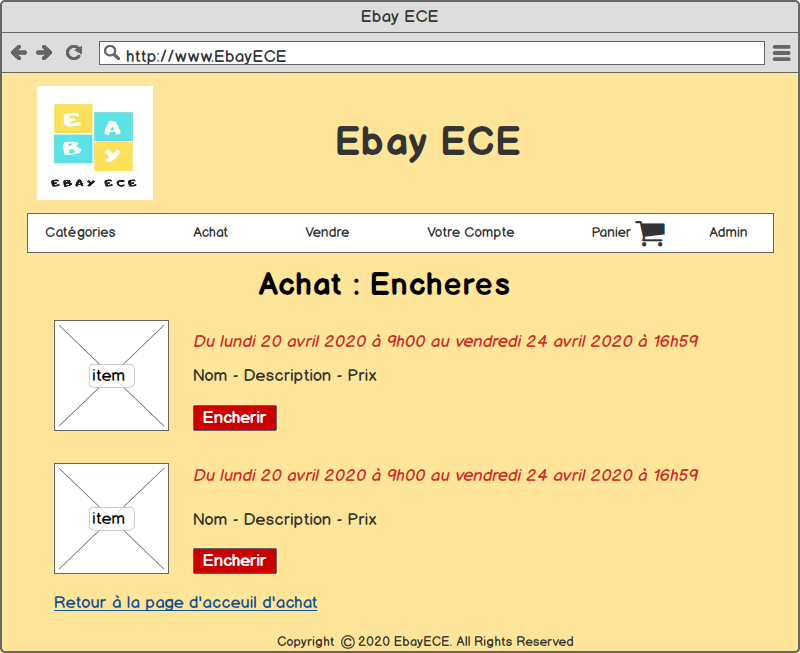 Ebay ECE
http://www.EbayECE
E A
B Y
EBAY ECE
Ebay ECE
Catégories Achat Vendre Votre Compte Panier Admin
Achat : Encheres
item
Du lundi 20 avril 2020 à 9h00 au vendredi 24 avril 2020 à 16h59
Nom - Description - Prix
Encherir
item
Du lundi 20 avril 2020 à 9h00 au vendredi 24 avril 2020 à 16h59
Nom - Description - Prix
Encherir
Retour à la page d'acceuil d'achat
Copyright © 2020 EbayECE. All Rights Reserved